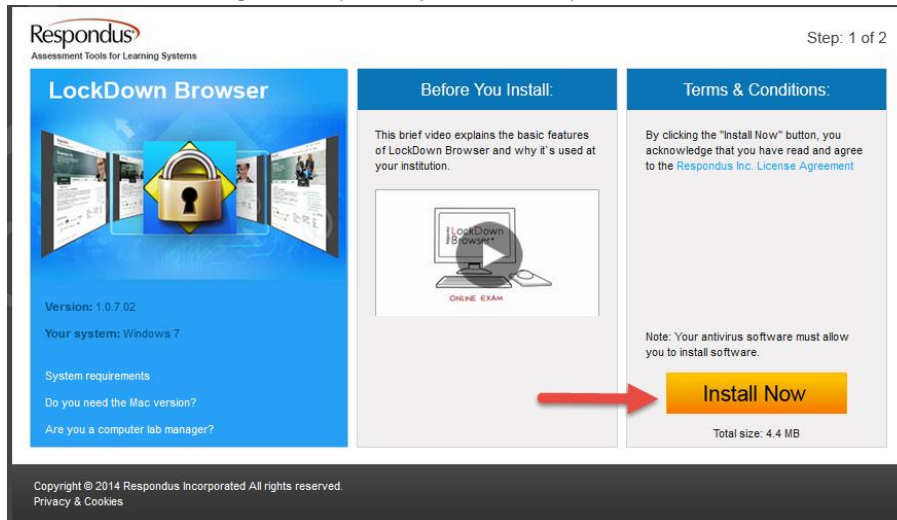 Respondus
Assessment Tools for Learning Systems
Step: 1 of 2
LockDown Browser
Version: 1.0.7.02
Your system: Windows 7
System requirements
Do you need the Mac version?
Are you a computer lab manager?
Before You Install:
This brief video explains the basic features
of LockDown Browser and why it`s used at
your institution.
LockDown
Browser
ONLINE EXAM
Terms & Conditions:
By clicking the "Install Now" button, you
acknowledge that you have read and agree
to the Respondus Inc. License Agreement
Note: Your antivirus software must allow
you to install software.
Install Now
Total size: 4.4 MB
Copyright © 2014 Respondus Incorporated All rights reserved.
Privacy & Cookies